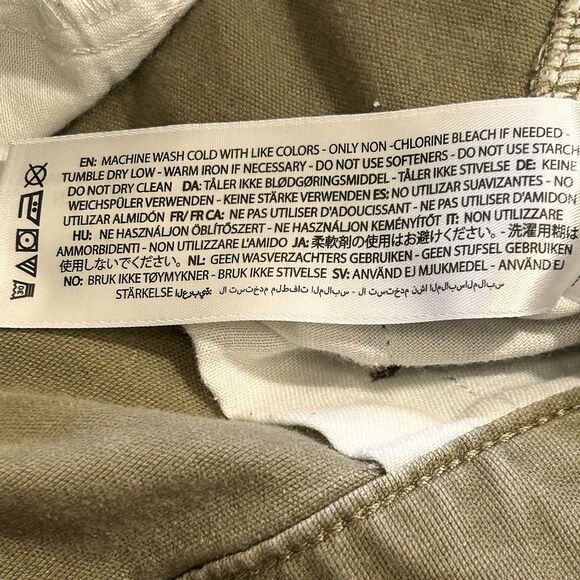 EN: MACHINE WASH COLD WITH LIKE COLORS - ONLY NON -CHLORINE BLEACH IF NEEDED -
TUMBLE DRY LOW - WARM IRON IF NECESSARY - DO NOT USE SOFTENERS - DO NOT USE STARCH
DO NOT DRY CLEAN DA: TÅLER IKKE BLØDGØRINGSMIDDEL - TÅLER IKKE STIVELSE DE: KEINE
WEICHSPÜLER VERWENDEN - KEINE STÄRKE VERWENDEN ES: NO UTILIZAR SUAVIZANTES - NO
UTILIZAR ALMIDÓN FR/ FR CA: NE PAS UTILISER D'ADOUCISSANT - NE PAS UTILISER D'AMIDON
HU: NE HASZNÁLJON ÖBLÍTŐSZERT - NE HASZNÁLJON KEMÉNYÍTŐT IT: NON UTILIZZARE
AMMORBIDENTI - NON UTILIZZARE L'AMIDO JA: 柔軟剤の使用はお避けください。- 洗濯用糊は
使用しないでください。 NL: GEEN WASVERZACHTERS GEBRUIKEN - GEEN STIJFSEL GEBRUIKEN
NO: BRUK IKKE TØYMYKNER - BRUK IKKE STIVELSE SV: ANVÄND EJ MJUKMEDEL - ANVÄND EJ
STÄRKELSE
30